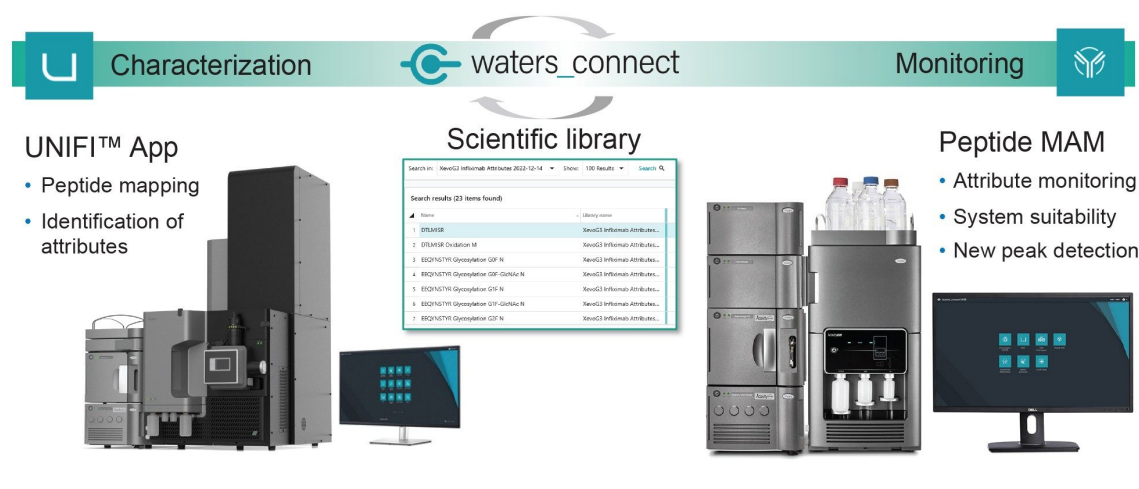 Characterization
waters_connect
Monitoring
UNIFI™ App
• Peptide mapping
• Identification of
attributes
Scientific library
Search in: XevoG3 Infliximab Attributes 2022-12-14 Show: 100 Results Search
Search results (23 items found)
Name Library name
1 DTLMISR XevoG3 Infliximab Attributes...
2 DTLMISR Oxidation M XevoG3 Infliximab Attributes...
3 EEQYNSTYR Glycosylation G0F N XevoG3 Infliximab Attributes...
4 EEQYNSTYR Glycosylation G0F-GlcNAc N XevoG3 Infliximab Attributes...
5 EEQYNSTYR Glycosylation G1F N XevoG3 Infliximab Attributes...
6 EEQYNSTYR Glycosylation G1F-GlcNAc N XevoG3 Infliximab Attributes...
7 EEQYNSTYR Glycosylation G2F N XevoG3 Infliximab Attributes...
Peptide MAM
• Attribute monitoring
• System suitability
• New peak detection
DELL